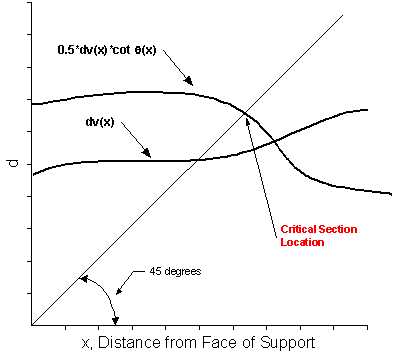 0.5*dv(x)*cot θ(x)
dv(x)
d
Critical Section
Location
45 degrees
x, Distance from Face of Support